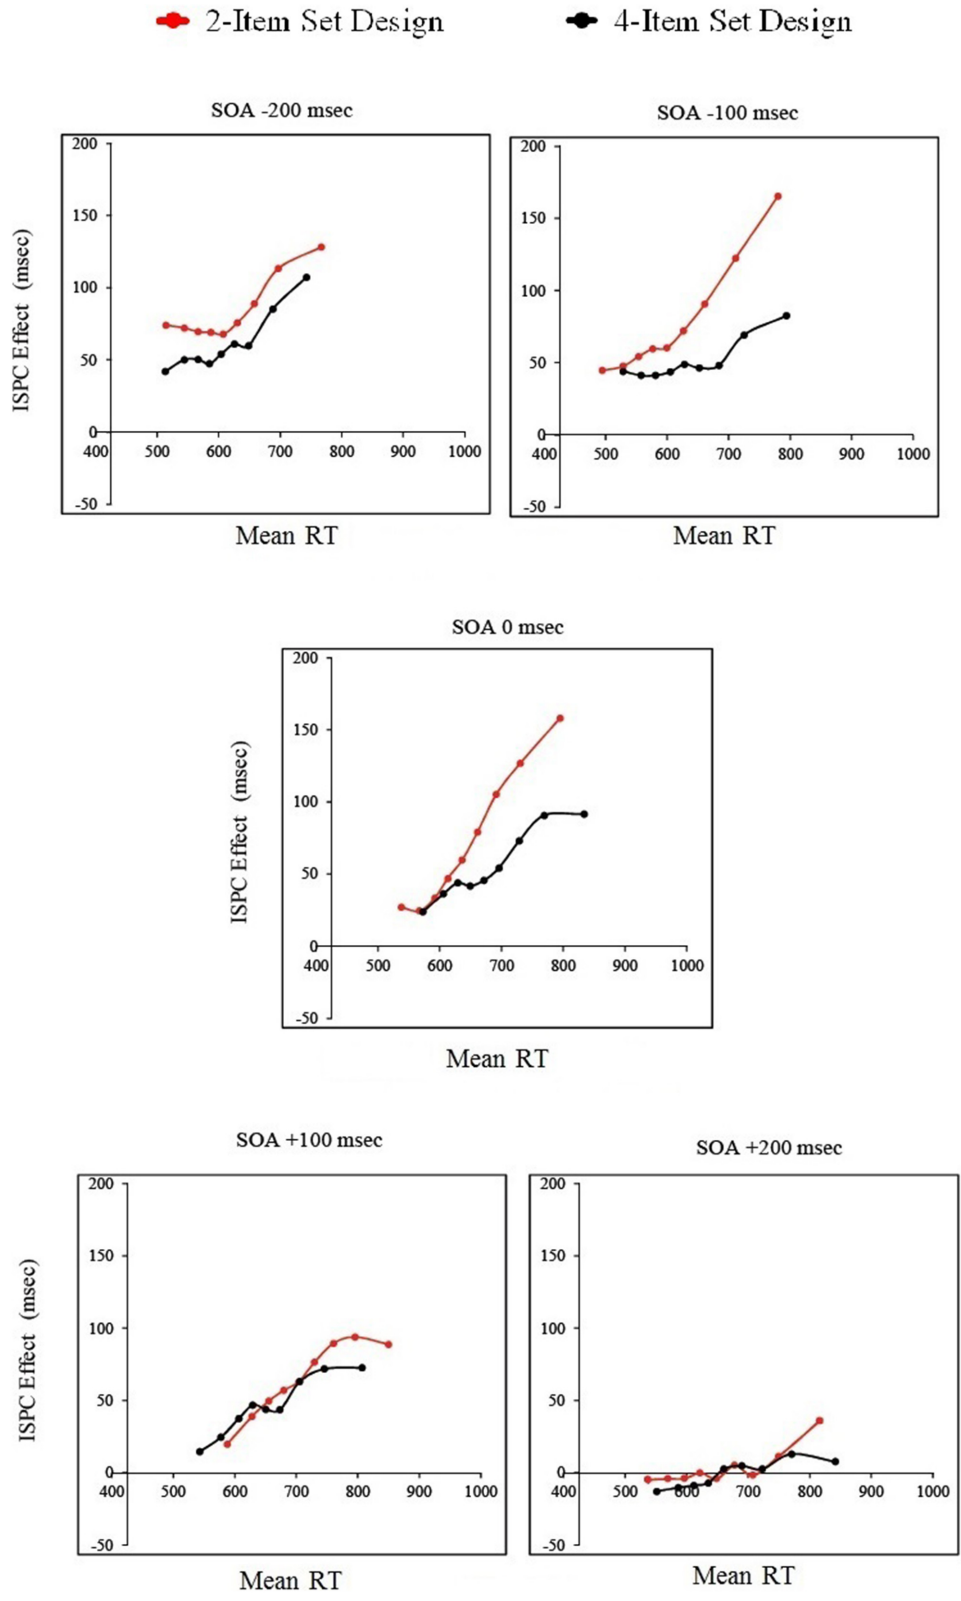 2-Item Set Design 4-Item Set Design
SOA -200 msec
200
150
100
50
0
-50
400 500 600 700 800 900 1000
ISPC Effect (msec)
Mean RT
SOA -100 msec
200
150
100
50
0
-50
400 500 600 700 800 900 1000
Mean RT
SOA 0 msec
200
150
100
50
0
-50
400 500 600 700 800 900 1000
ISPC Effect (msec)
Mean RT
SOA +100 msec
200
150
100
50
0
-50
400 500 600 700 800 900 1000
ISPC Effect (msec)
Mean RT
SOA +200 msec
200
150
100
50
0
-50
400 500 600 700 800 900 1000
Mean RT